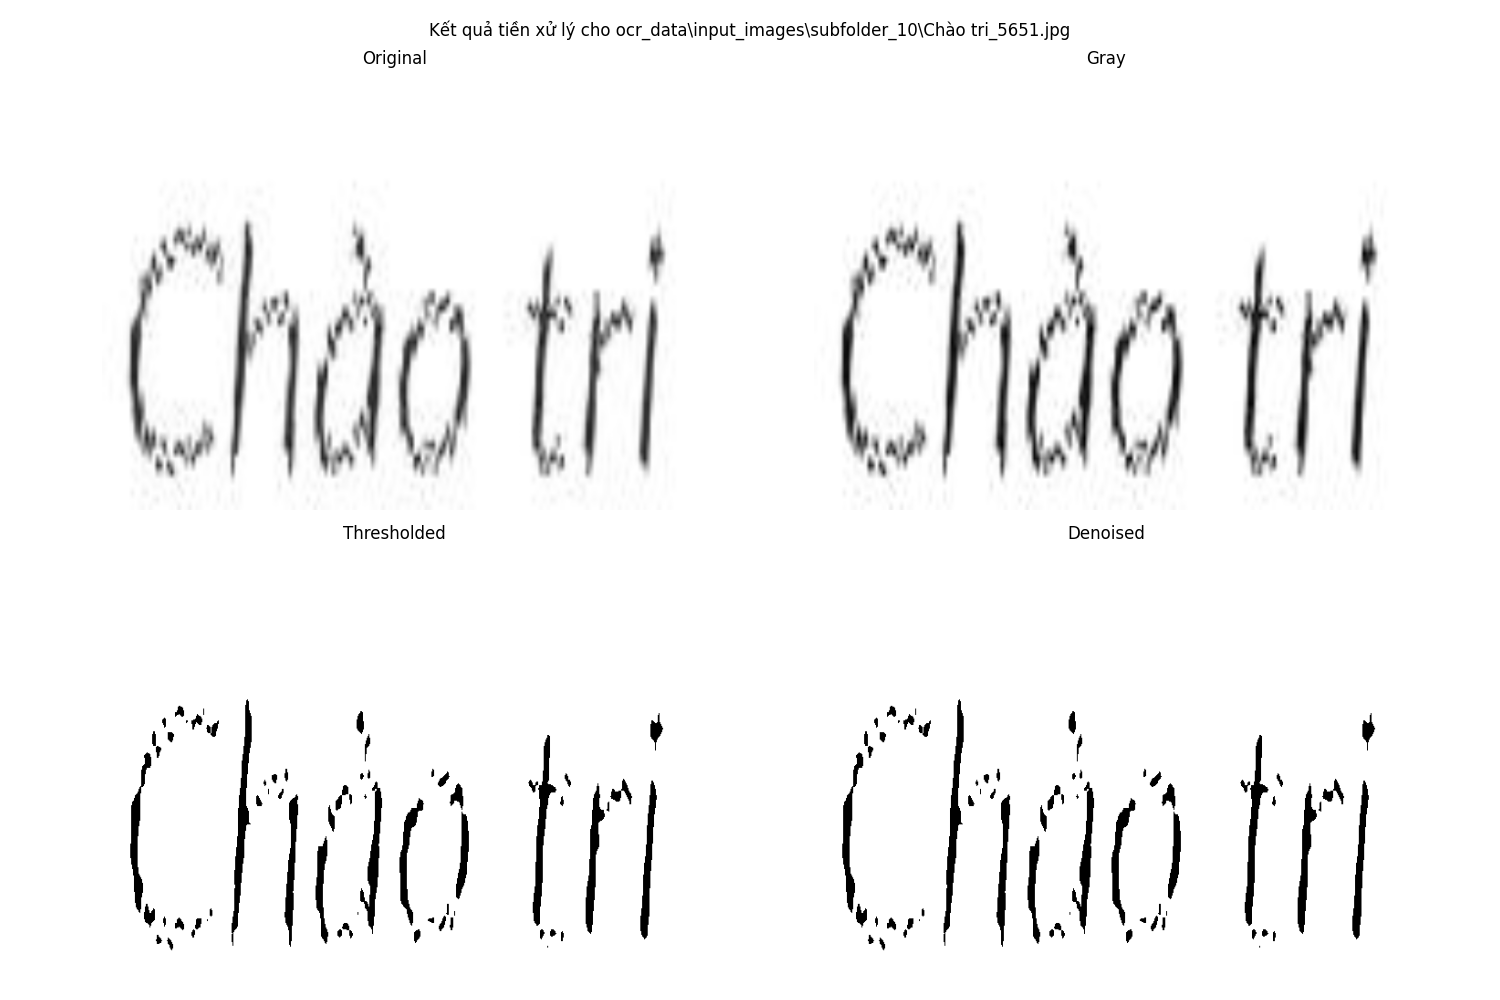 Kết quả tiền xử lý cho ocr_data\input_images\subfolder_10\Chào tri_5651.jpg
Original
Gray
Chào tri
Chào tri
Thresholded
Denoised
Chào tri
Chào tri